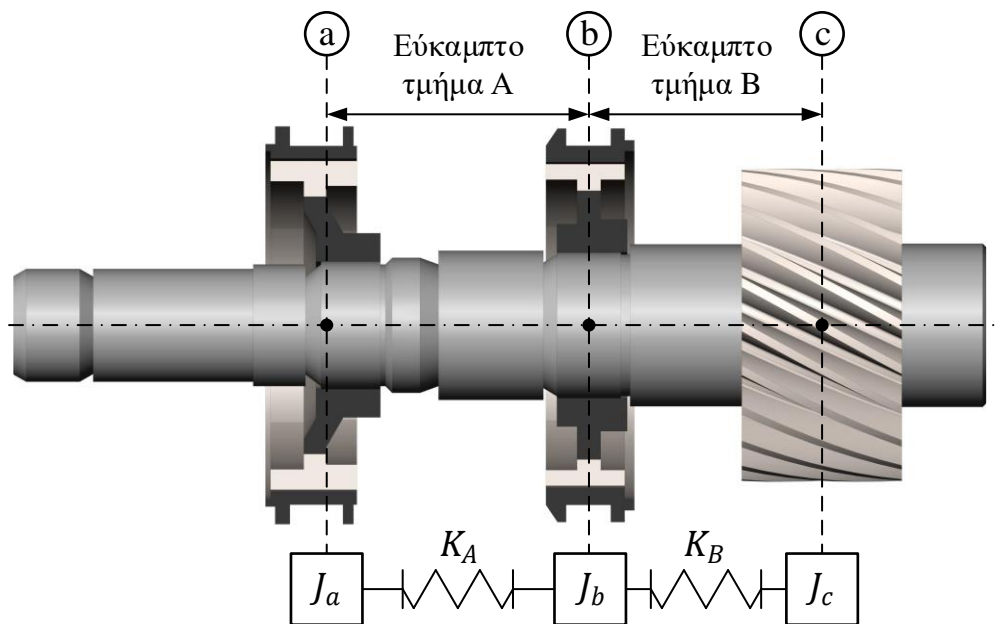 a b c
Εύκαμπτο Εύκαμπτο
τμήμα Α τμήμα Β
K_A K_B
J_a J_b J_c